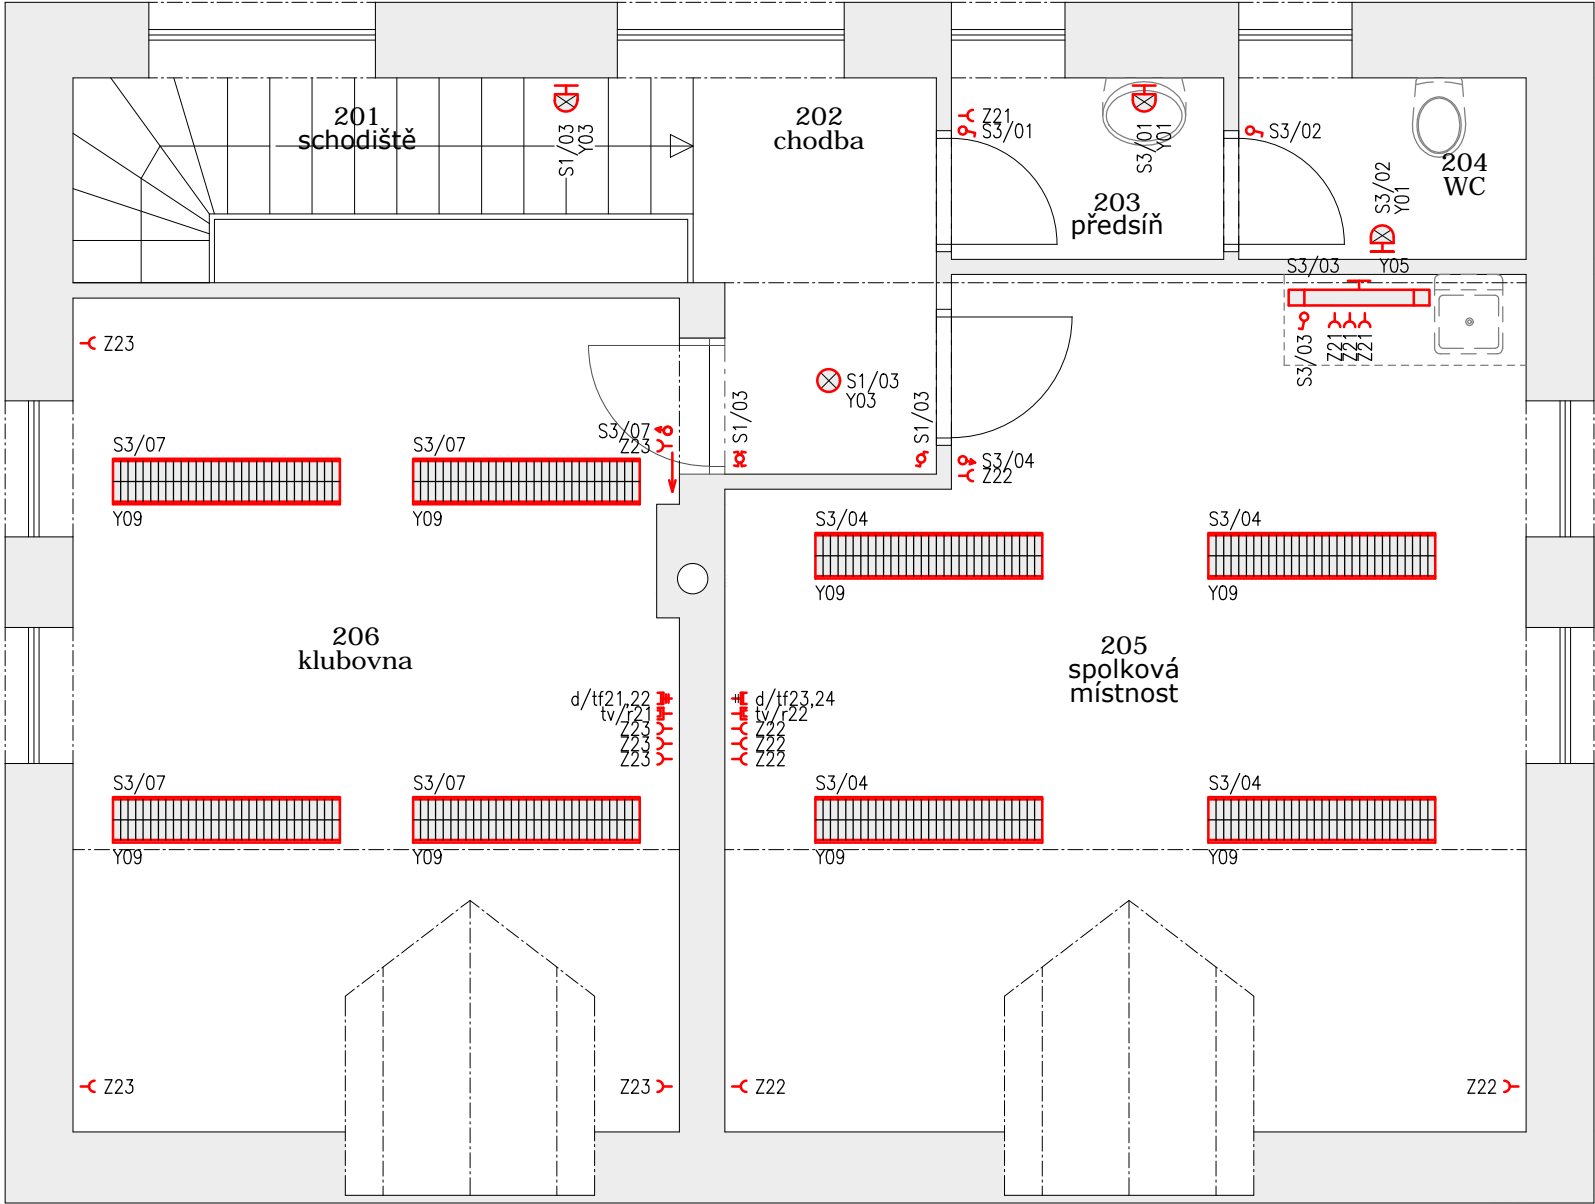 201
schodiště
S1/03
Y03
202
chodba
Z21
S3/01
S3/01
Y01
203
předsíň
S3/02
204
WC
S3/02
Y01
S3/03
Y05
S3/03
Z21
Z21
Z21
Z23
S1/03
Y03
S1/03
S1/03
S3/07
Z23
S3/04
Z22
S3/07
Y09
S3/07
Y09
S3/04
Y09
S3/04
Y09
206
klubovna
205
spolková
místnost
d/tf21,22
tv/r21
Z23
Z23
Z23
d/tf23,24
tv/r22
Z22
Z22
Z22
S3/07
Y09
S3/07
Y09
S3/04
Y09
S3/04
Y09
Z23
Z23
Z22
Z22